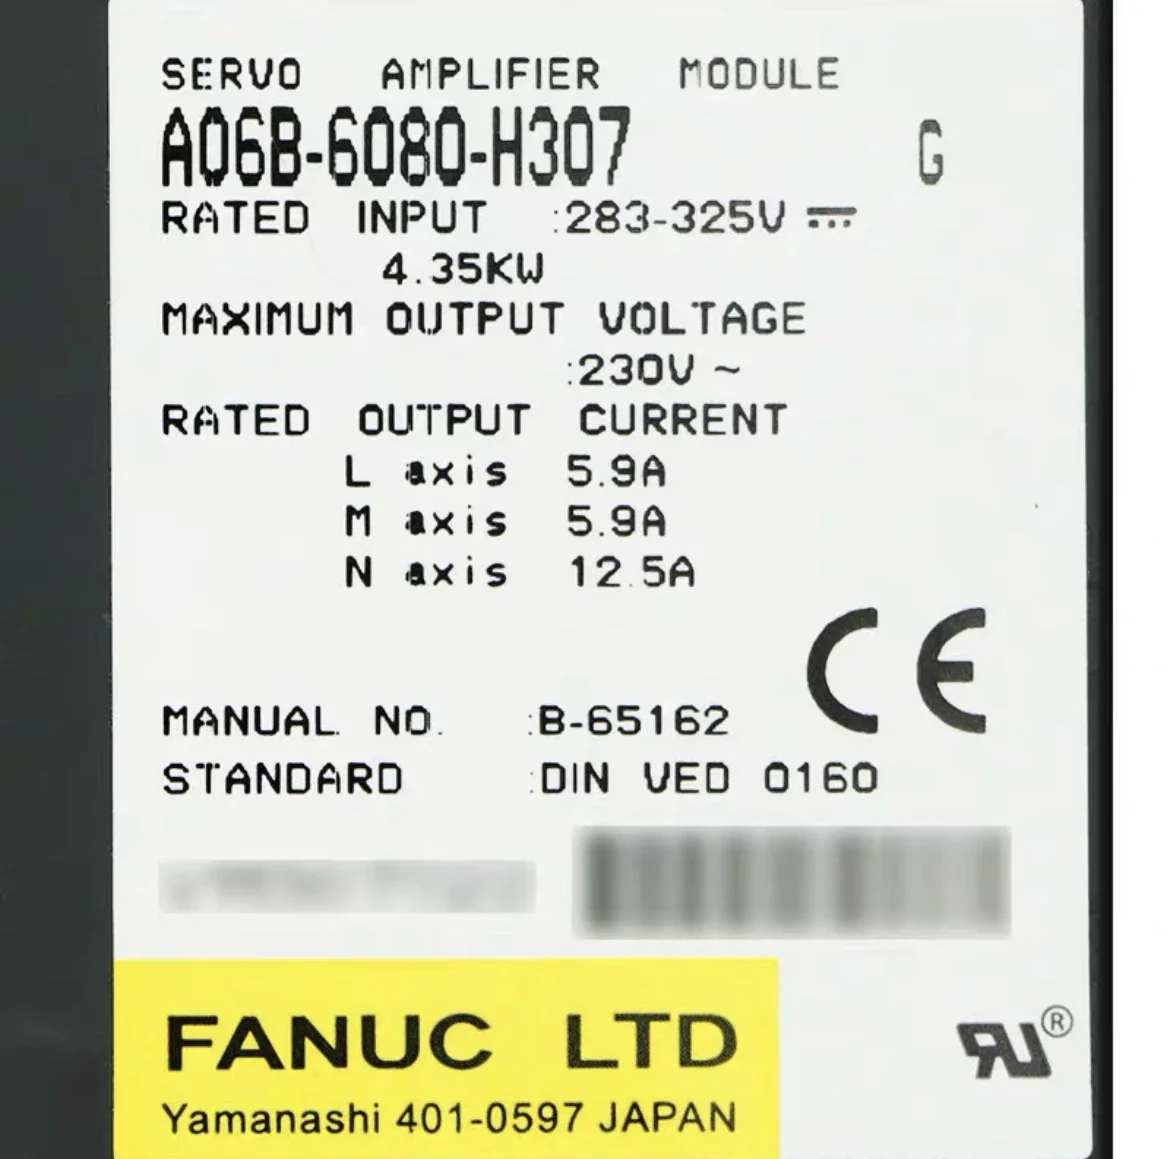 SERVO AMPLIFIER MODULE
A06B-6080-H307 G
RATED INPUT :283-325V ⎓
4.35KW
MAXIMUM OUTPUT VOLTAGE
:230V ~
RATED OUTPUT CURRENT
L axis 5.9A
M axis 5.9A
N axis 12.5A
CE
MANUAL NO. :B-65162
STANDARD :DIN VED 0160
FANUC LTD
Yamanashi 401-0597 JAPAN
RU®